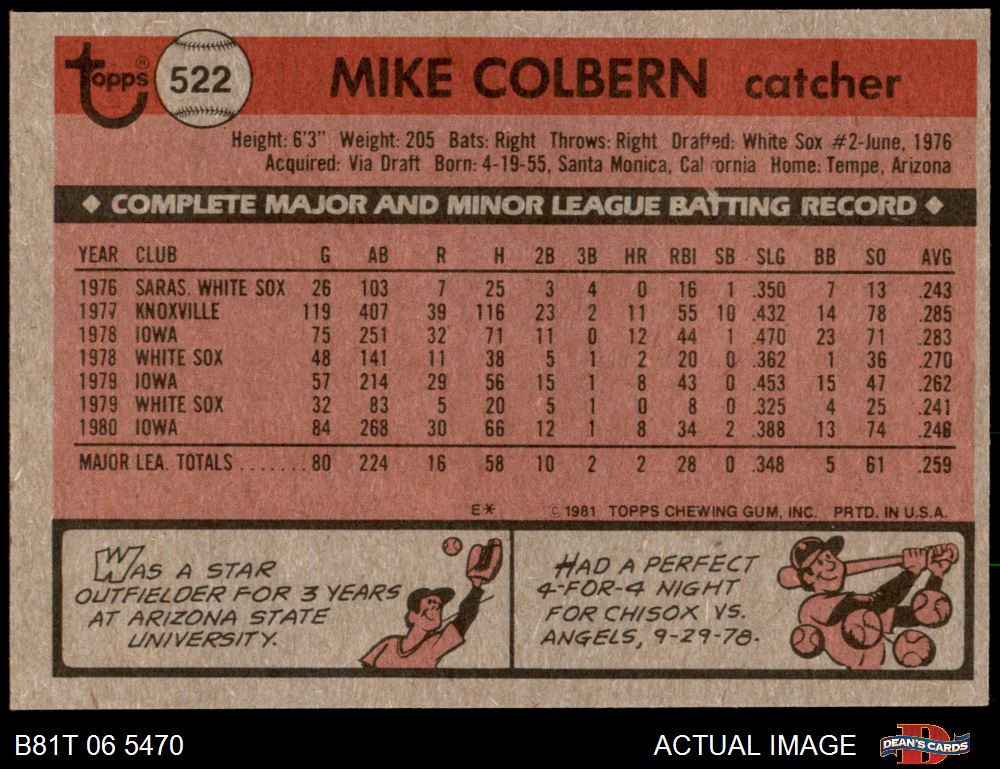 topps®
522
MIKE COLBERN catcher
Height: 6'3" Weight: 205 Bats: Right Throws: Right Drafted: White Sox #2-June, 1976
Acquired: Via Draft Born: 4-19-55, Santa Monica, Cal ornia Home: Tempe, Arizona
◆ COMPLETE MAJOR AND MINOR LEAGUE BATTING RECORD ◆
YEAR CLUB G AB R H 2B 3B HR RBI SB SLG BB SO AVG
1976 SARAS. WHITE SOX 26 103 7 25 3 4 0 16 1 .350 7 13 .243
1977 KNOXVILLE 119 407 39 116 23 2 11 55 10 .432 14 78 .285
1978 IOWA 75 251 32 71 11 0 12 44 1 .470 23 71 .283
1978 WHITE SOX 48 141 11 38 5 1 2 20 0 .362 1 36 .270
1979 IOWA 57 214 29 56 15 1 8 43 0 .453 15 47 .262
1979 WHITE SOX 32 83 5 20 5 1 0 8 0 .325 4 25 .241
1980 IOWA 84 268 30 66 12 1 8 34 2 .388 13 74 .246
MAJOR LEA. TOTALS ....... 80 224 16 58 10 2 2 28 0 .348 5 61 .259
E* © 1981 TOPPS CHEWING GUM, INC. PRTD. IN U.S.A.
WAS A STAR
OUTFIELDER FOR 3 YEARS
AT ARIZONA STATE
UNIVERSITY.
HAD A PERFECT
4-FOR-4 NIGHT
FOR CHISOX VS.
ANGELS, 9-29-78.
B81T 06 5470
ACTUAL IMAGE
D
DEAN'S CARDS